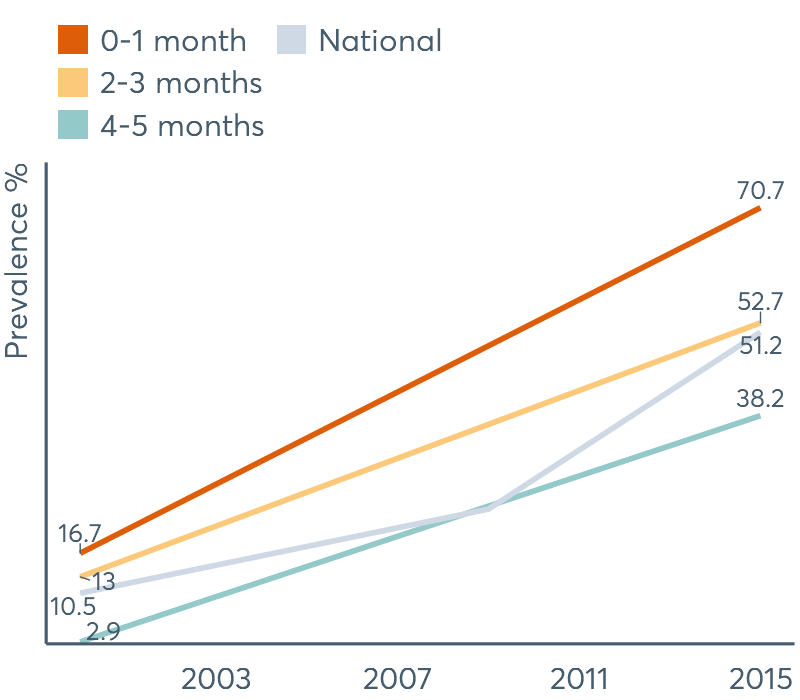 0-1 month
National
2-3 months
4-5 months
Prevalence %
70.7
52.7
51.2
38.2
16.7
13
10.5
2.9
2003 2007 2011 2015